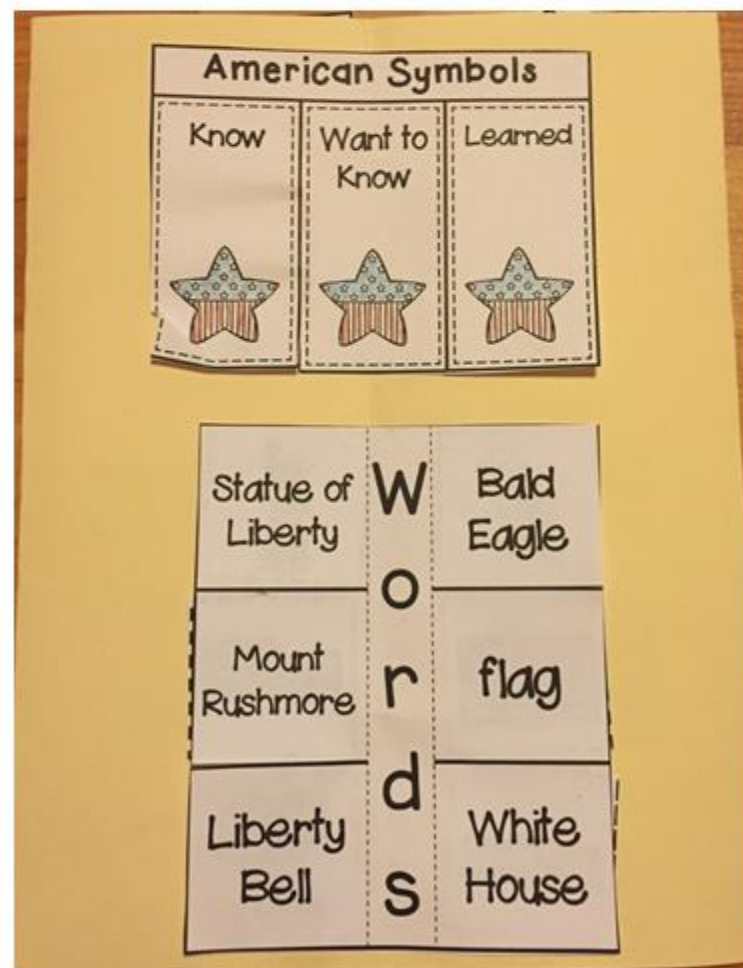 American Symbols
Know
Want to
Know
Learned
Statue of
Liberty
Words
Bald
Eagle
Mount
Rushmore
flag
Liberty
Bell
White
House